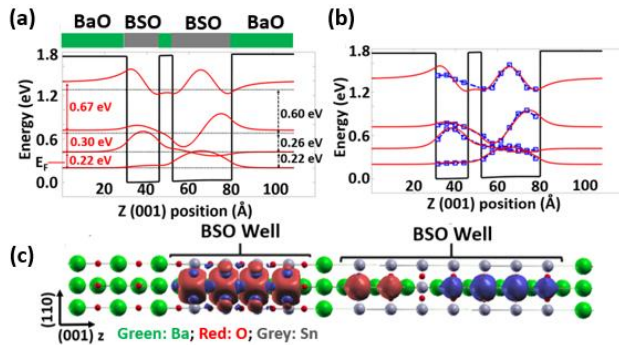 (a) BaO BSO BSO BaO
1.8
1.2
0.6
0.0
Energy (eV)
E_F
0.67 eV
0.30 eV
0.22 eV
0.60 eV
0.26 eV
0.22 eV
20 40 60 80 100
Z (001) position (Å)
(b)
1.8
1.2
0.6
0.0
Energy (eV)
20 40 60 80 100
Z (001) position (Å)
BSO Well BSO Well
(c)
(110)
(001) z
Green: Ba; Red: O; Grey: Sn